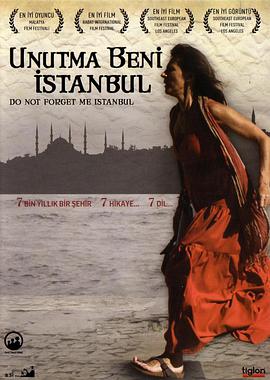 EN İYİ OYUNCU
MALATYA
FILM FESTIVALI
EN İYİ FİLM
RABAT INTERNATIONAL
FILM FESTIVAL
EN İYİ FİLM
SOUTHEAST EUROPEAN
FILM FESTIVAL
LOS ANGELES
EN İYİ GÖRÜNTÜ
SOUTHEAST EUROPEAN
FILM FESTIVAL
LOS ANGELES
UNUTMA BENİ
İSTANBUL
DO NOT FORGET ME ISTANBUL
7 BİN YILLIK BİR ŞEHİR 7 HİKAYE... 7 DİL...
tiglon